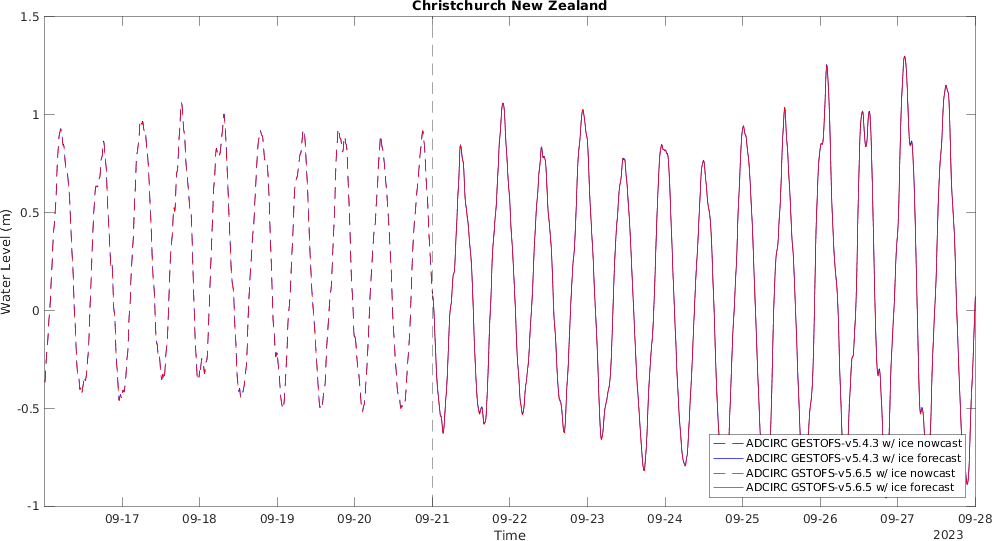 Christchurch New Zealand
1.5
1
0.5
0
-0.5
-1
Water Level (m)
ADCIRC GESTOFS-v5.4.3 w/ ice nowcast
ADCIRC GESTOFS-v5.4.3 w/ ice forecast
ADCIRC GSTOFS-v5.6.5 w/ ice nowcast
ADCIRC GSTOFS-v5.6.5 w/ ice forecast
09-17 09-18 09-19 09-20 09-21 09-22 09-23 09-24 09-25 09-26 09-27 09-28
Time
2023